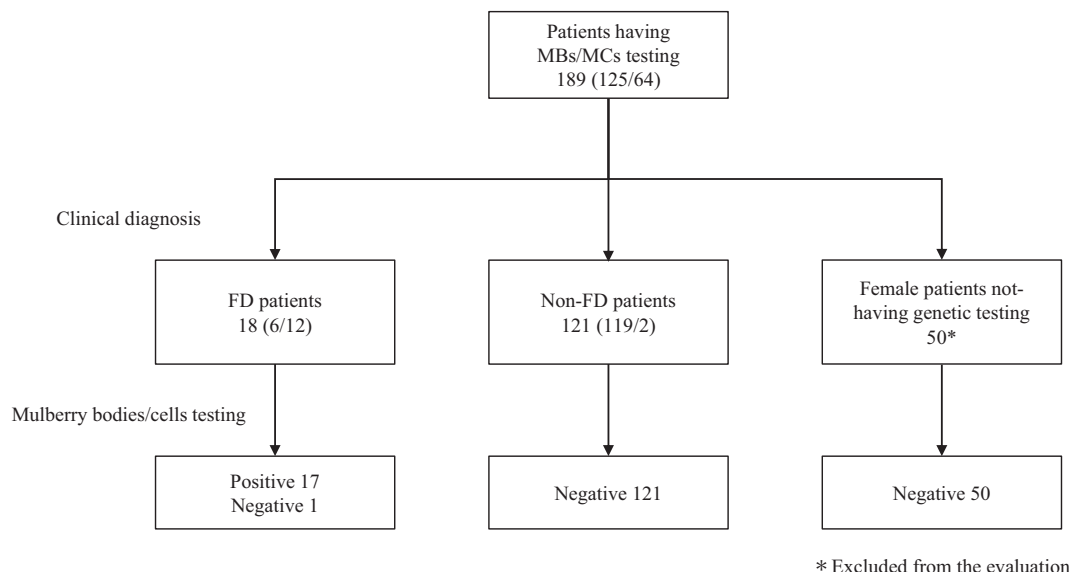 Patients having
MBs/MCs testing
189 (125/64)
Clinical diagnosis
FD patients
18 (6/12)
Non-FD patients
121 (119/2)
Female patients not-
having genetic testing
50*
Mulberry bodies/cells testing
Positive 17
Negative 1
Negative 121
Negative 50
* Excluded from the evaluation